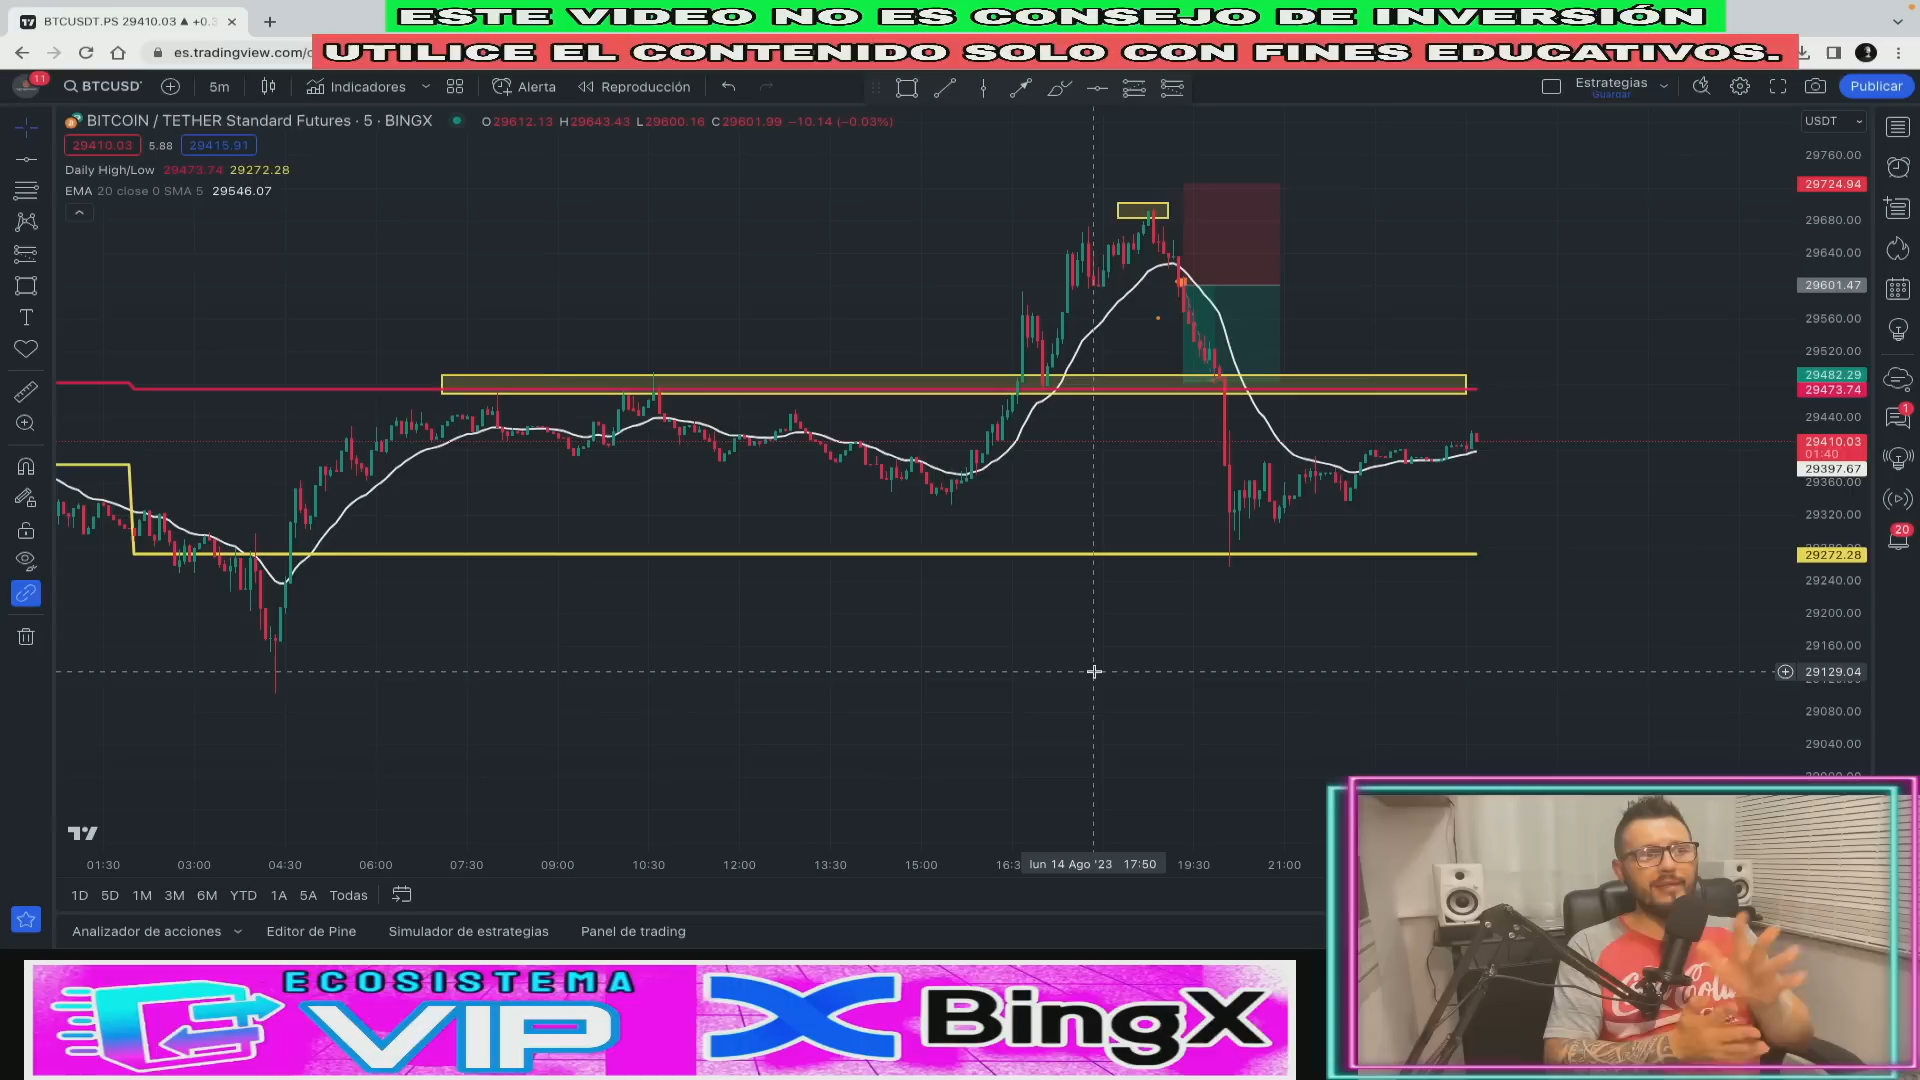 BTCUSDT.PS 29410.03 ▲ +0.3
ESTE VIDEO NO ES CONSEJO DE INVERSIÓN
UTILICE EL CONTENIDO SOLO CON FINES EDUCATIVOS.
es.tradingview.com/
11
BTCUSD
5m
Indicadores
Alerta
Reproducción
Estrategias
Guardar
Publicar
BITCOIN / TETHER Standard Futures · 5 · BINGX
O29612.13 H29643.43 L29600.16 C29601.99 −10.14 (−0.03%)
29410.03 5.88 29415.91
Daily High/Low 29473.74 29272.28
EMA 20 close 0 SMA 5 29546.07
USDT
29760.00
29724.94
29680.00
29640.00
29601.47
29560.00
29520.00
29482.29
29473.74
29440.00
29410.03
01:40
29397.67
29360.00
29320.00
29272.28
29240.00
29200.00
29160.00
29129.04
29080.00
29040.00
1
20
01:30 03:00 04:30 06:00 07:30 09:00 10:30 12:00 13:30 15:00 16:3 lun 14 Ago '23 17:50 19:30 21:00
1D 5D 1M 3M 6M YTD 1A 5A Todas
Analizador de acciones Editor de Pine Simulador de estrategias Panel de trading
ECOSISTEMA
VIP
BingX